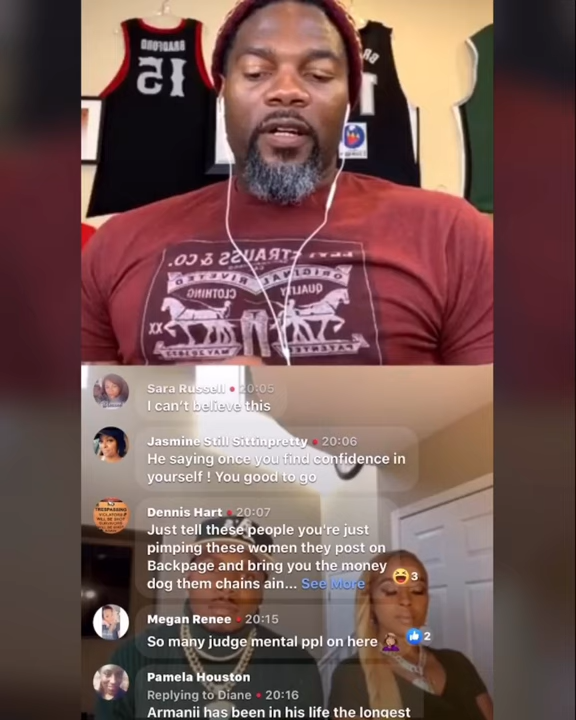 BRADFORD
15
LEVI STRAUSS & CO.
ORIGINAL RIVETED
QUALITY CLOTHING
XX
Sara Russell • 20:05
I can't believe this
Jasmine Still Sittinpretty • 20:06
He saying once you find confidence in
yourself ! You good to go
Dennis Hart • 20:07
Just tell these people you're just
pimping these women they post on
Backpage and bring you the money
dog them chains ain... See More
3
Megan Renee • 20:15
So many judge mental ppl on here
2
Pamela Houston
Replying to Diane • 20:16
Armanii has been in his life the longest